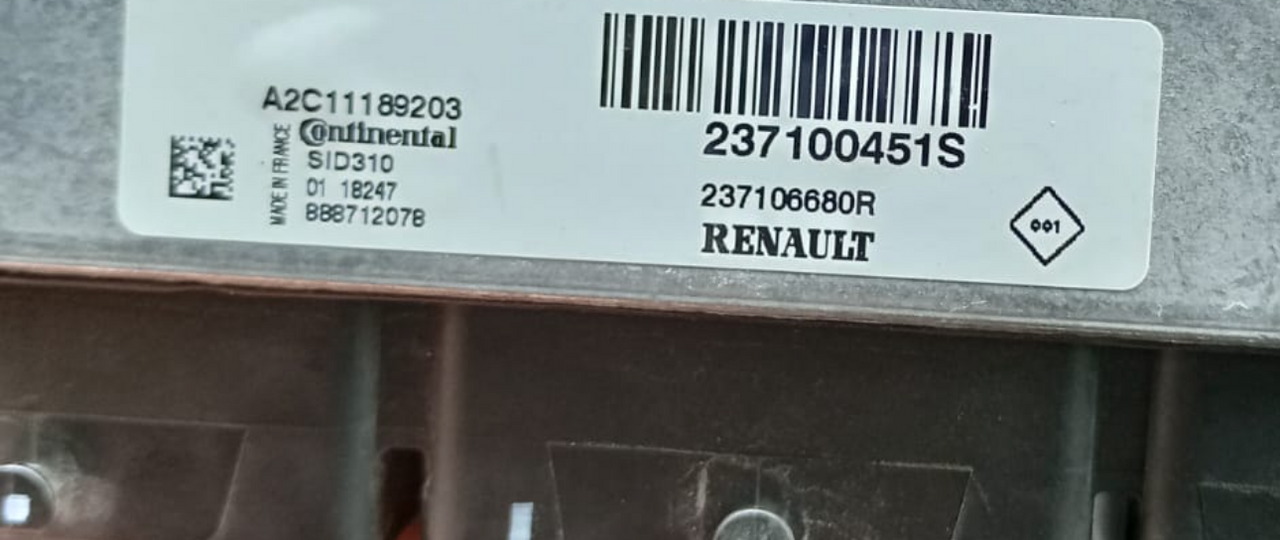 A2C11189203
MADE IN FRANCE
Continental
SID310
01 18247
888712078
237100451S
237106680R
RENAULT
001